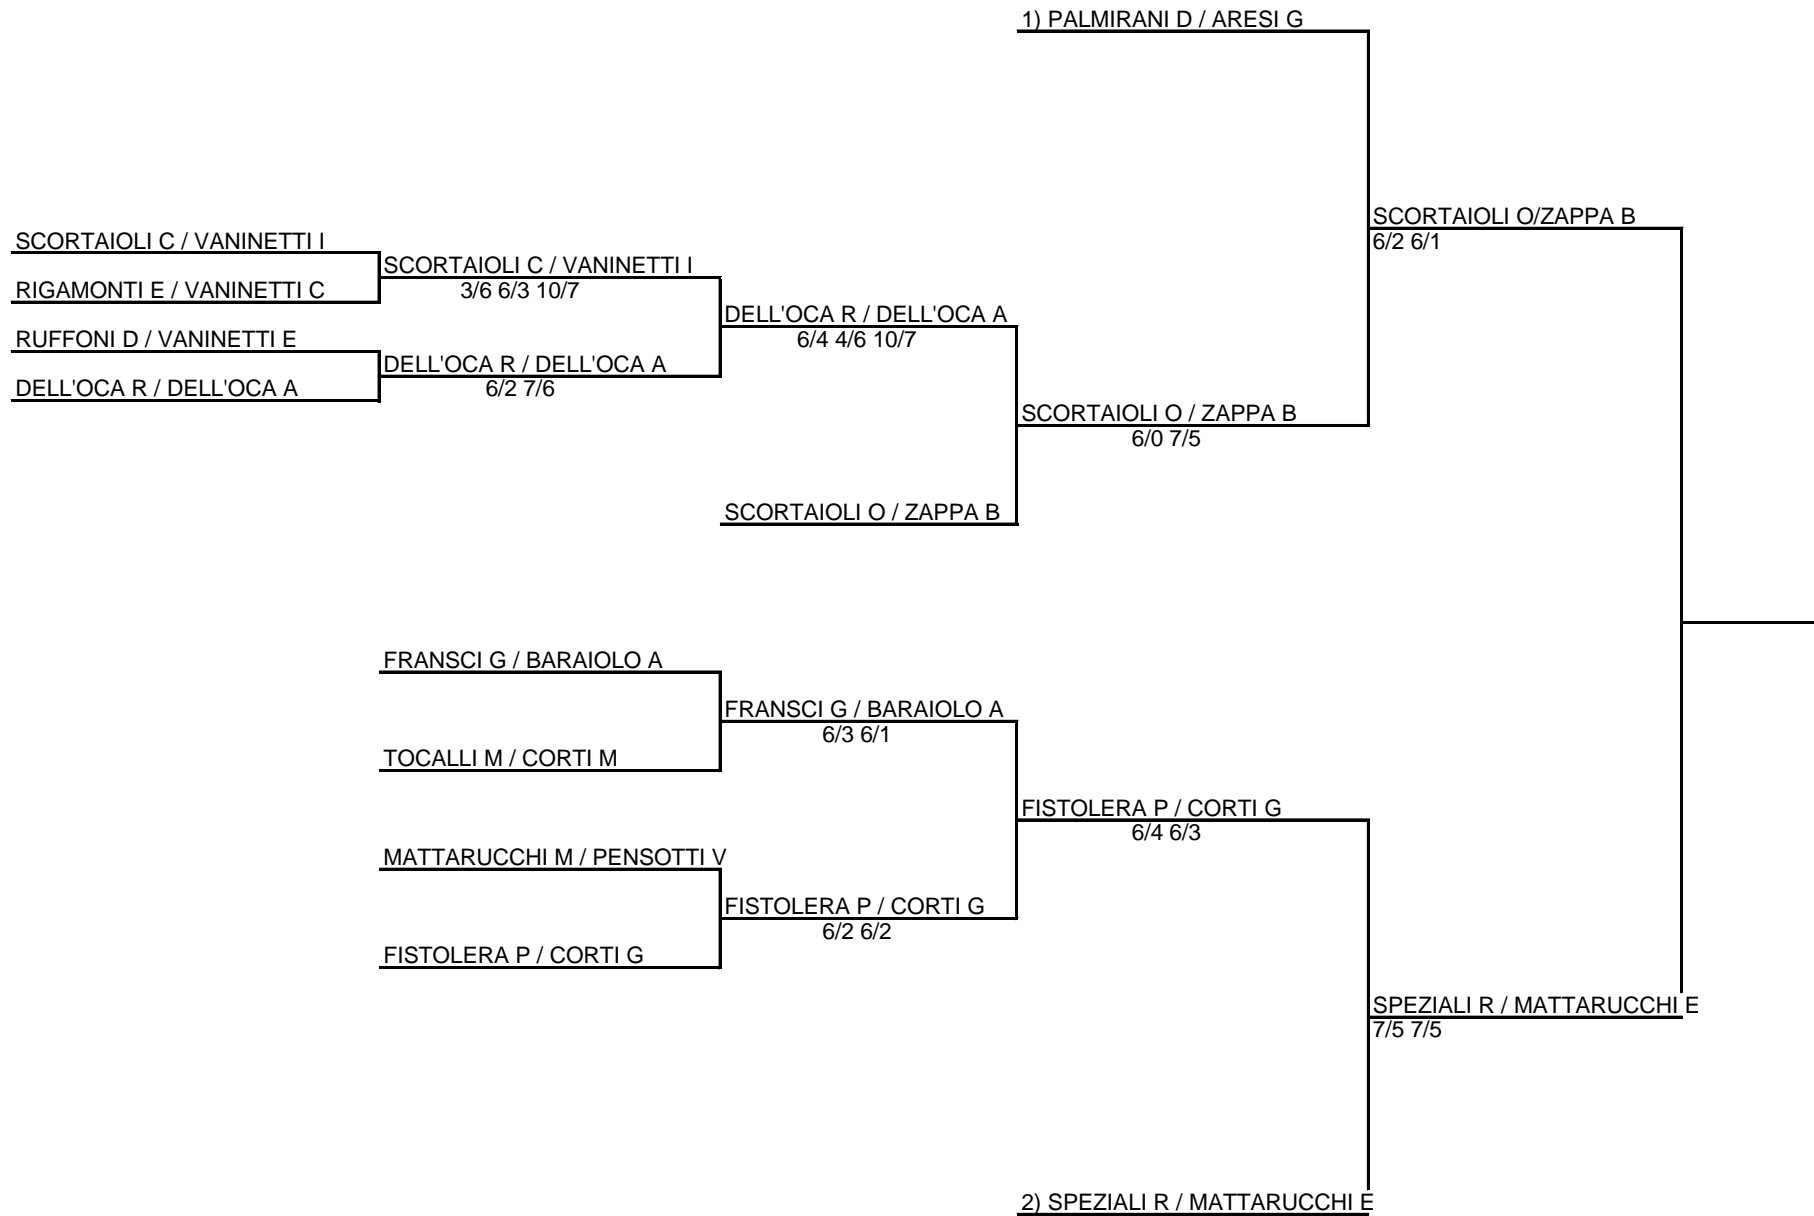 1) PALMIRANI D / ARESI G
SCORTAIOLI O/ZAPPA B
6/2 6/1
SCORTAIOLI C / VANINETTI I
SCORTAIOLI C / VANINETTI I
3/6 6/3 10/7
RIGAMONTI E / VANINETTI C
DELL'OCA R / DELL'OCA A
6/4 4/6 10/7
RUFFONI D / VANINETTI E
DELL'OCA R / DELL'OCA A
6/2 7/6
DELL'OCA R / DELL'OCA A
SCORTAIOLI O / ZAPPA B
6/0 7/5
SCORTAIOLI O / ZAPPA B
FRANSCI G / BARAIOLO A
FRANSCI G / BARAIOLO A
6/3 6/1
TOCALLI M / CORTI M
FISTOLERA P / CORTI G
6/4 6/3
MATTARUCCHI M / PENSOTTI V
FISTOLERA P / CORTI G
6/2 6/2
FISTOLERA P / CORTI G
SPEZIALI R / MATTARUCCHI E
7/5 7/5
2) SPEZIALI R / MATTARUCCHI E